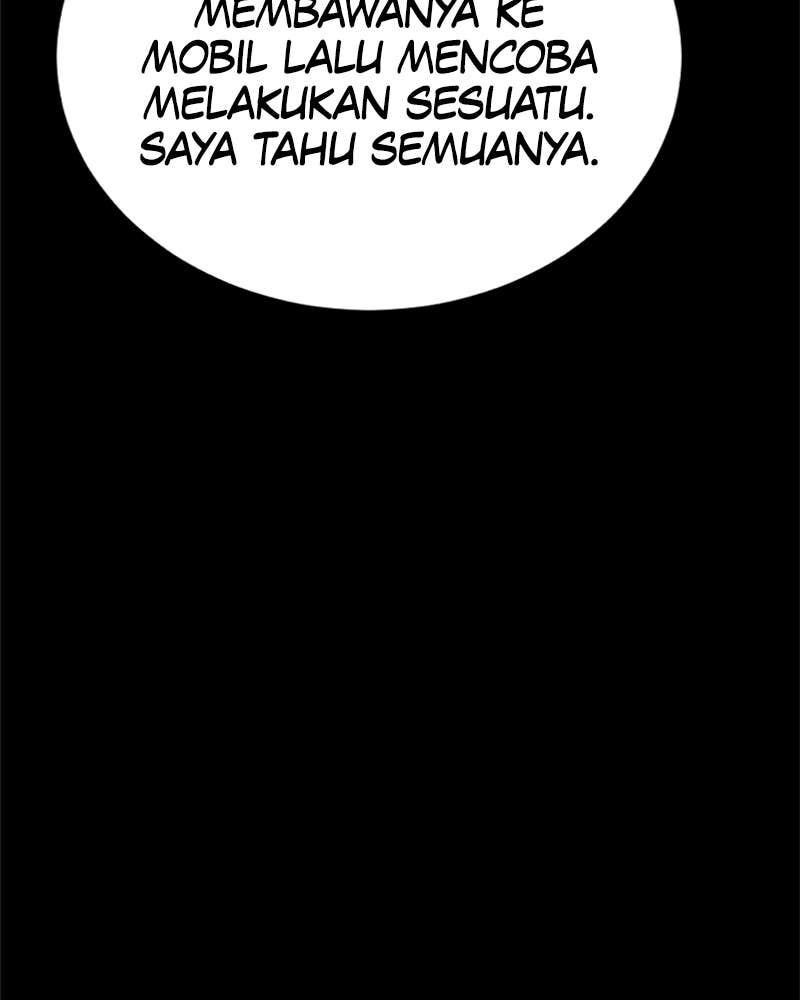 MEMBAWANYA KE
MOBIL LALU MENCOBA
MELAKUKAN SESUATU.
SAYA TAHU SEMUANYA.